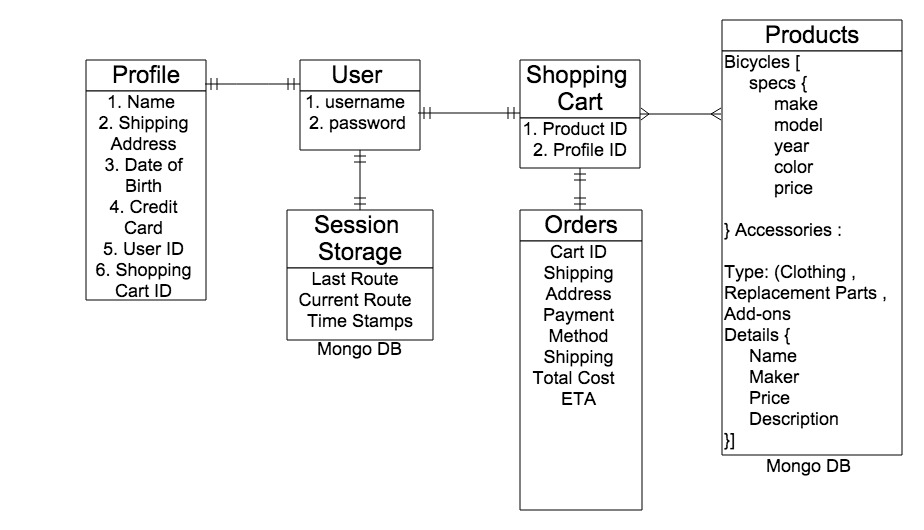 Profile
1. Name
2. Shipping
Address
3. Date of
Birth
4. Credit
Card
5. User ID
6. Shopping
Cart ID
User
1. username
2. password
Session
Storage
Last Route
Current Route
Time Stamps
Mongo DB
Shopping
Cart
1. Product ID
2. Profile ID
Orders
Cart ID
Shipping
Address
Payment
Method
Shipping
Total Cost
ETA
Products
Bicycles [
specs {
make
model
year
color
price
} Accessories :
Type: (Clothing ,
Replacement Parts ,
Add-ons
Details {
Name
Maker
Price
Description
}]
Mongo DB